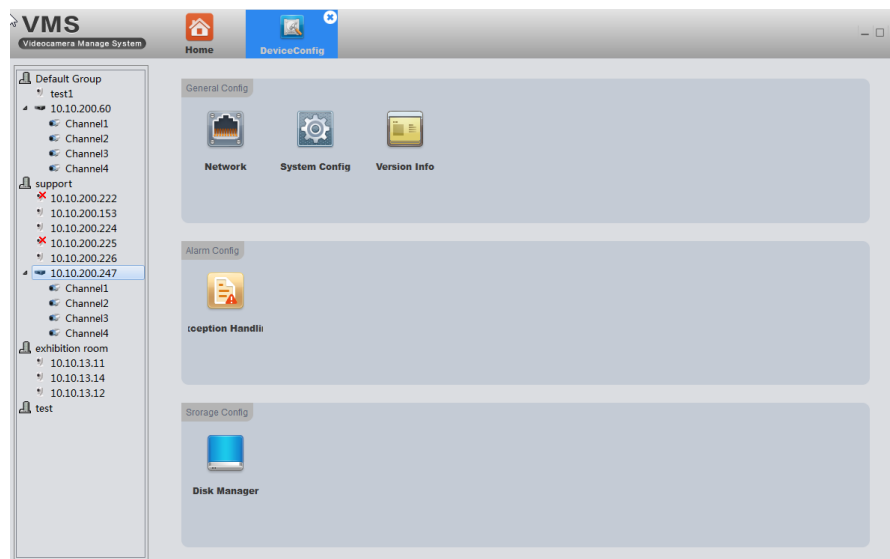 VMS
Videocamera Manage System
Home
DeviceConfig
Default Group
test1
10.10.200.60
Channel1
Channel2
Channel3
Channel4
support
10.10.200.222
10.10.200.153
10.10.200.224
10.10.200.225
10.10.200.226
10.10.200.247
Channel1
Channel2
Channel3
Channel4
exhibition room
10.10.13.11
10.10.13.14
10.10.13.12
test
General Config
Network System Config Version Info
Alarm Config
ception Handli
Srorage Config
Disk Manager